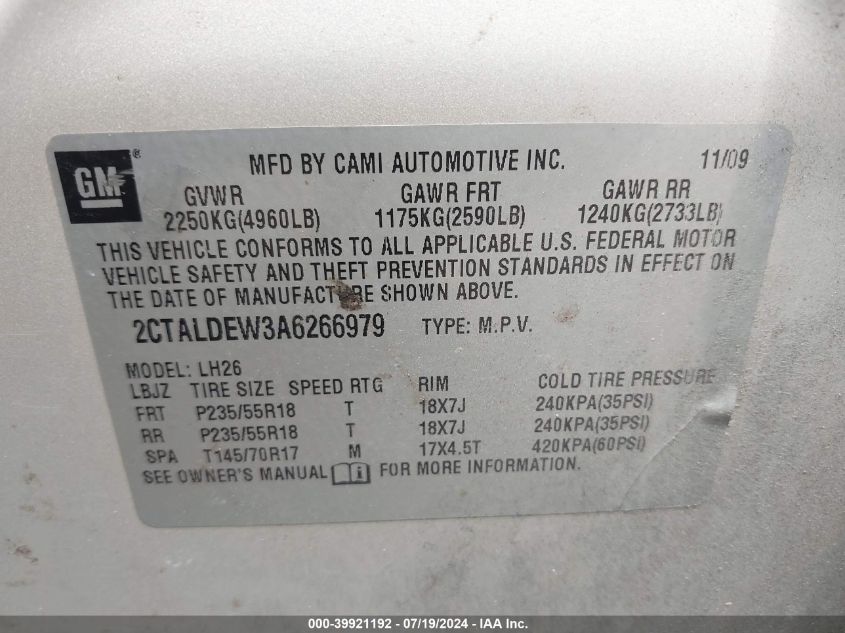 GM® MFD BY CAMI AUTOMOTIVE INC. 11/09
GVWR GAWR FRT GAWR RR
2250KG(4960LB) 1175KG(2590LB) 1240KG(2733LB)
THIS VEHICLE CONFORMS TO ALL APPLICABLE U.S. FEDERAL MOTOR
VEHICLE SAFETY AND THEFT PREVENTION STANDARDS IN EFFECT ON
THE DATE OF MANUFACTURE SHOWN ABOVE.
2CTALDEW3A6266979 TYPE: M.P.V.
MODEL: LH26
LBJZ TIRE SIZE SPEED RTG RIM COLD TIRE PRESSURE
FRT P235/55R18 T 18X7J 240KPA(35PSI)
RR P235/55R18 T 18X7J 240KPA(35PSI)
SPA T145/70R17 M 17X4.5T 420KPA(60PSI)
SEE OWNER'S MANUAL i FOR MORE INFORMATION.
000-39921192 - 07/19/2024 - IAA Inc.